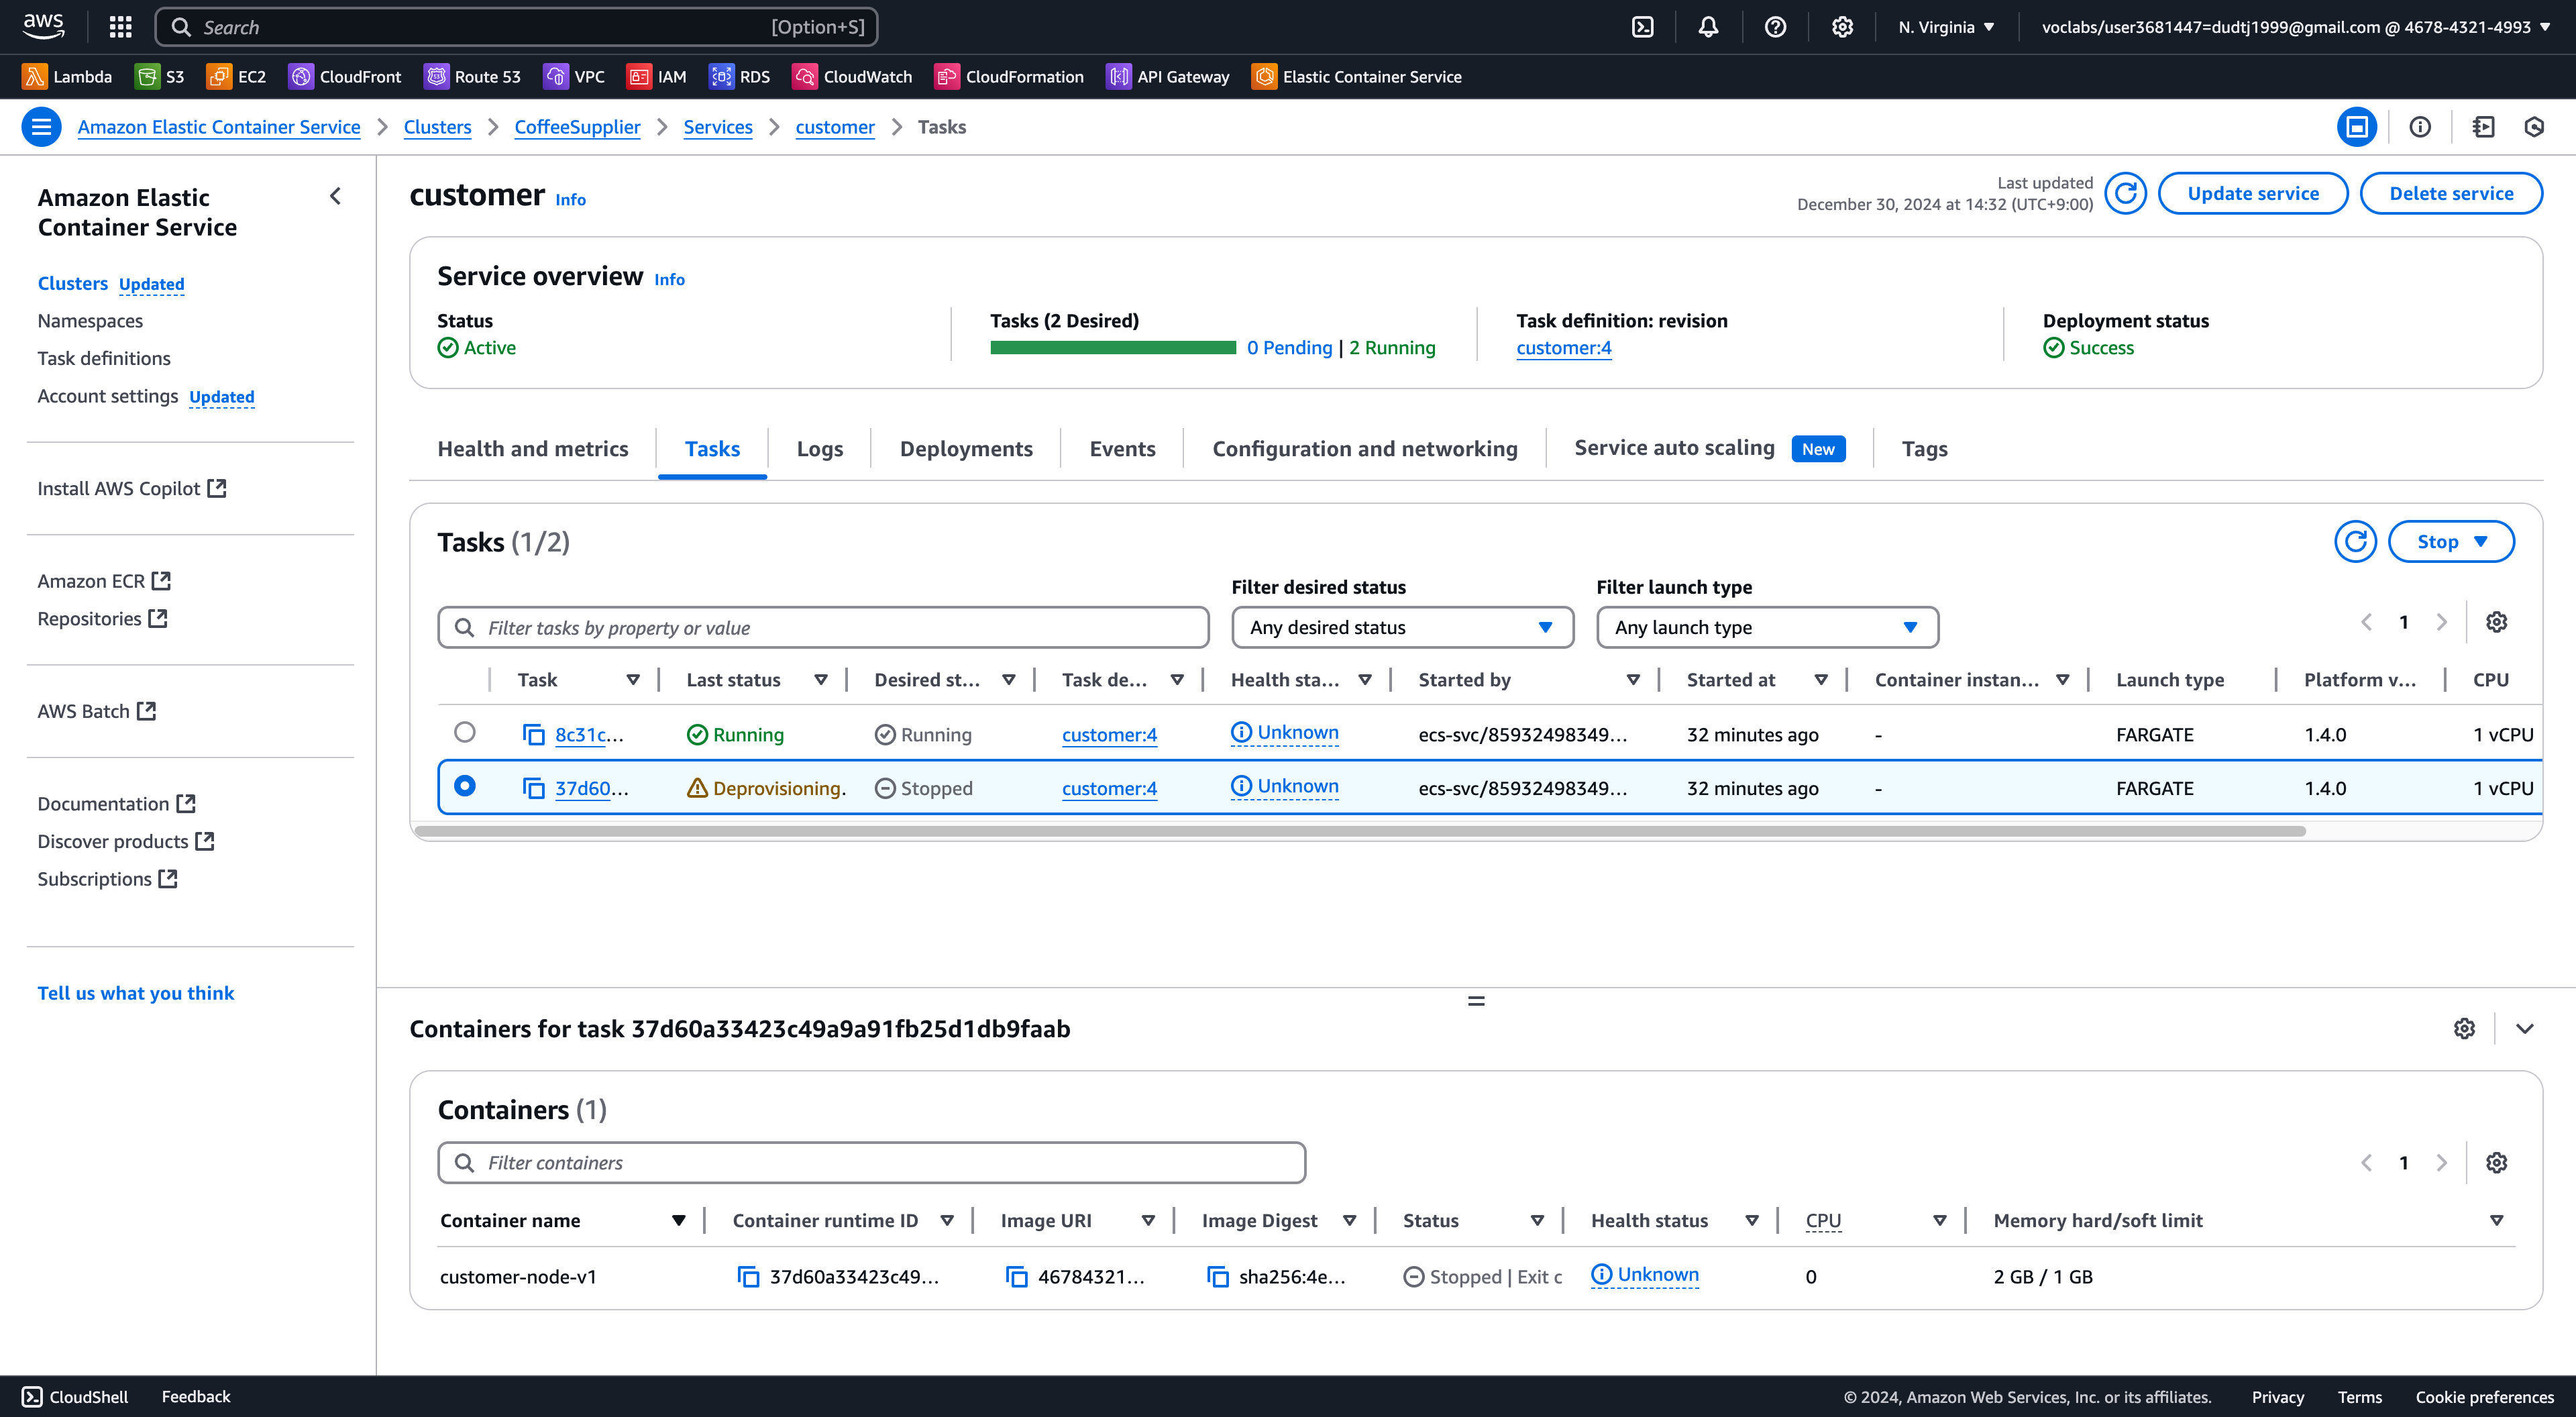 aws
Search [Option+S]
N. Virginia
voclabs/user3681447=dudtj1999@gmail.com @ 4678-4321-4993
Lambda S3 EC2 CloudFront Route 53 VPC IAM RDS CloudWatch CloudFormation API Gateway Elastic Container Service
Amazon Elastic Container Service > Clusters > CoffeeSupplier > Services > customer > Tasks
Amazon Elastic
Container Service
Clusters Updated
Namespaces
Task definitions
Account settings Updated
Install AWS Copilot
Amazon ECR
Repositories
AWS Batch
Documentation
Discover products
Subscriptions
Tell us what you think
customer Info
Last updated
December 30, 2024 at 14:32 (UTC+9:00)
Update service
Delete service
Service overview Info
Status
Active
Tasks (2 Desired)
0 Pending | 2 Running
Task definition: revision
customer:4
Deployment status
Success
Health and metrics Tasks Logs Deployments Events Configuration and networking Service auto scaling New Tags
Tasks (1/2)
Stop
Filter desired status Filter launch type
Filter tasks by property or value Any desired status Any launch type 1
Task Last status Desired st... Task de... Health sta... Started by Started at Container instan... Launch type Platform v... CPU
8c31c... Running Running customer:4 Unknown ecs-svc/85932498349... 32 minutes ago - FARGATE 1.4.0 1 vCPU
37d60... Deprovisioning. Stopped customer:4 Unknown ecs-svc/85932498349... 32 minutes ago - FARGATE 1.4.0 1 vCPU
Containers for task 37d60a33423c49a9a91fb25d1db9faab
Containers (1)
Filter containers 1
Container name Container runtime ID Image URI Image Digest Status Health status CPU Memory hard/soft limit
customer-node-v1 37d60a33423c49... 46784321... sha256:4e... Stopped | Exit c Unknown 0 2 GB / 1 GB
CloudShell Feedback © 2024, Amazon Web Services, Inc. or its affiliates. Privacy Terms Cookie preferences